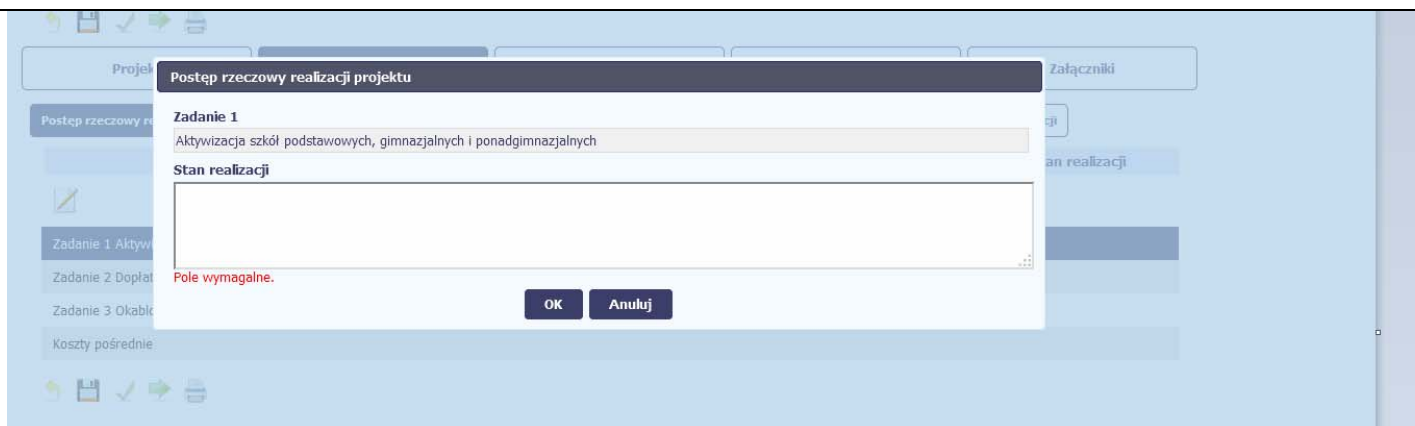 Projek
Załączniki
Postęp rzeczowy realizacji projektu
Postęp rzeczowy re
cji
Zadanie 1
Aktywizacja szkół podstawowych, gimnazjalnych i ponadgimnazjalnych
Stan realizacji
an realizacji
Zadanie 1 Aktywi
Zadanie 2 Dopłat
Pole wymagalne.
Zadanie 3 Okablo
OK Anuluj
Koszty pośrednie